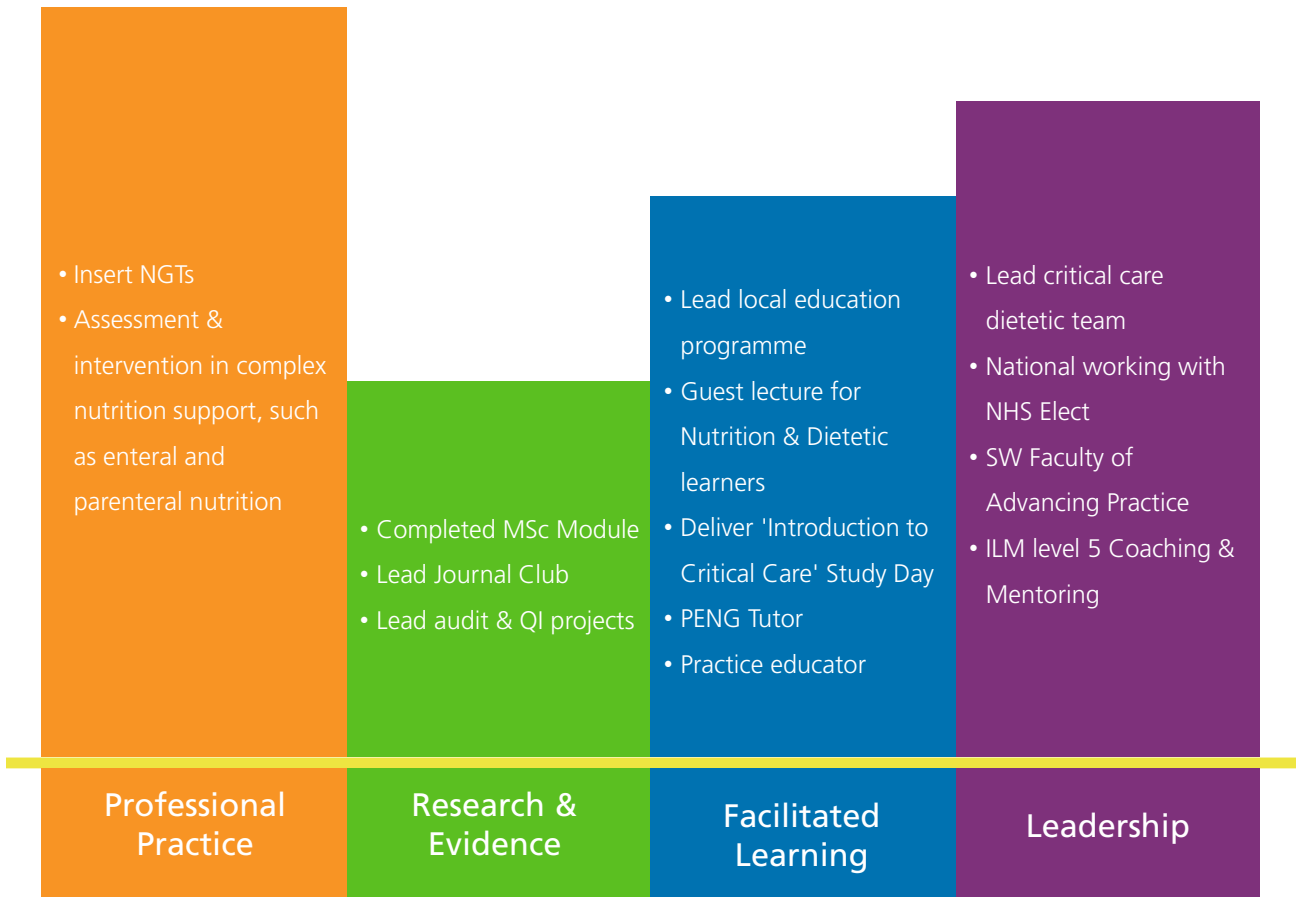 • Insert NGTs
• Assessment &
intervention in complex
nutrition support, such
as enteral and
parenteral nutrition
Professional
Practice
• Completed MSc Module
• Lead Journal Club
• Lead audit & QI projects
Research &
Evidence
• Lead local education
programme
• Guest lecture for
Nutrition & Dietetic
learners
• Deliver 'Introduction to
Critical Care' Study Day
• PENG Tutor
• Practice educator
Facilitated
Learning
• Lead critical care
dietetic team
• National working with
NHS Elect
• SW Faculty of
Advancing Practice
• ILM level 5 Coaching &
Mentoring
Leadership